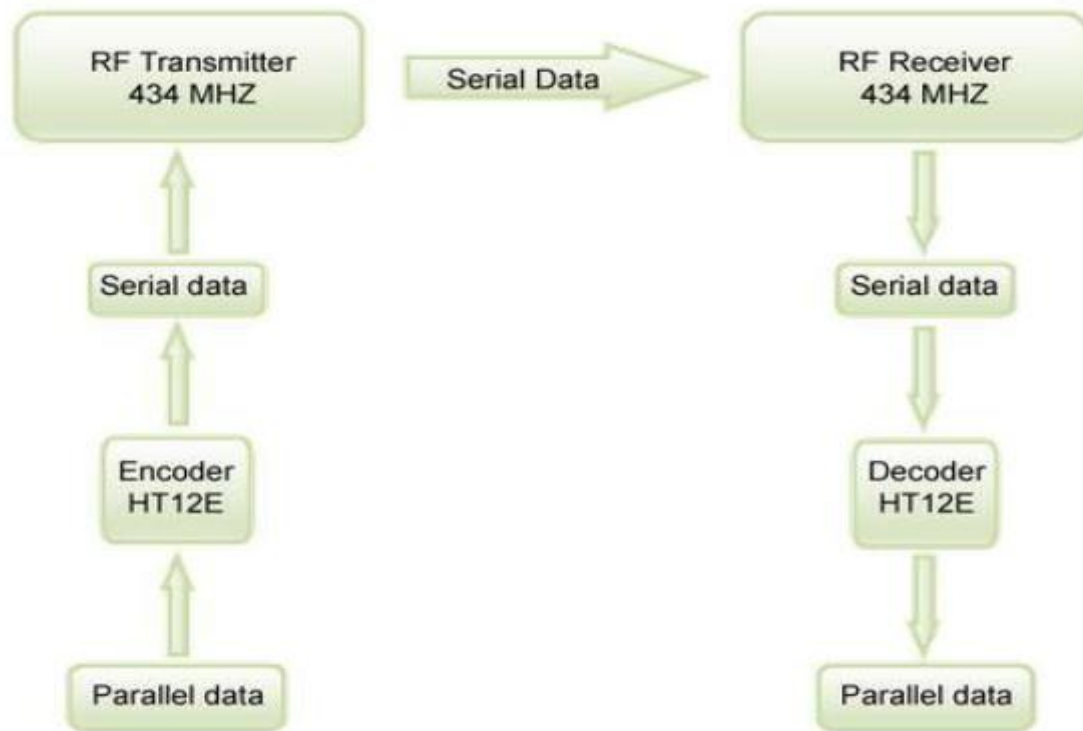 RF Transmitter
434 MHZ
Serial Data
RF Receiver
434 MHZ
Serial data
Serial data
Encoder
HT12E
Decoder
HT12E
Parallel data
Parallel data